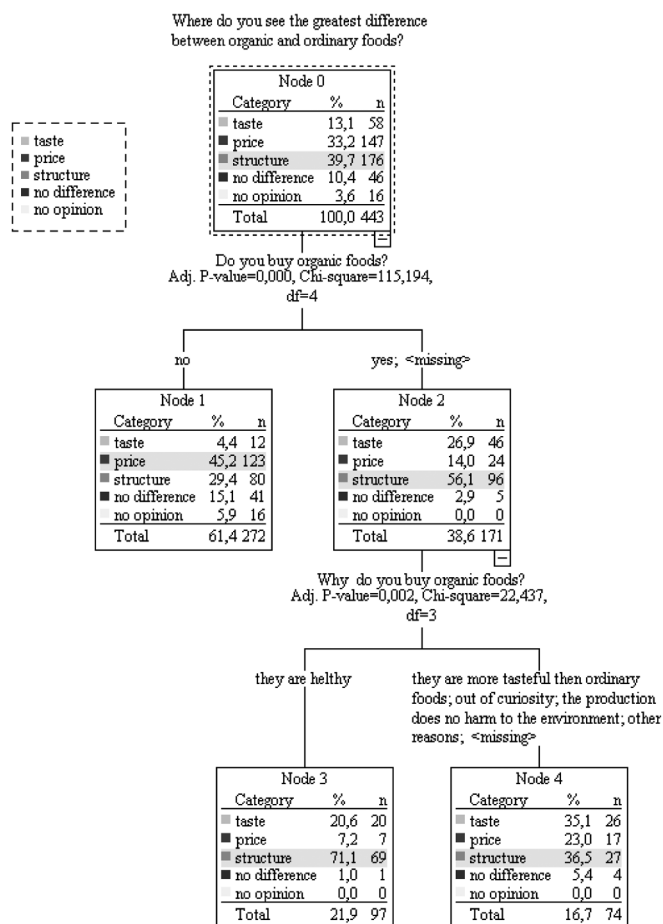 Where do you see the greatest difference
between organic and ordinary foods?
Node 0
Category % n
taste 13,1 58
price 33,2 147
structure 39,7 176
no difference 10,4 46
no opinion 3,6 16
Total 100,0 443
taste
price
structure
no difference
no opinion
Do you buy organic foods?
Adj. P-value=0,000, Chi-square=115,194,
df=4
no
yes; <missing>
Node 1
Category % n
taste 4,4 12
price 45,2 123
structure 29,4 80
no difference 15,1 41
no opinion 5,9 16
Total 61,4 272
Node 2
Category % n
taste 26,9 46
price 14,0 24
structure 56,1 96
no difference 2,9 5
no opinion 0,0 0
Total 38,6 171
Why do you buy organic foods?
Adj. P-value=0,002, Chi-square=22,437,
df=3
they are helthy
they are more tasteful then ordinary
foods; out of curiosity; the production
does no harm to the environment; other
reasons; <missing>
Node 3
Category % n
taste 20,6 20
price 7,2 7
structure 71,1 69
no difference 1,0 1
no opinion 0,0 0
Total 21,9 97
Node 4
Category % n
taste 35,1 26
price 23,0 17
structure 36,5 27
no difference 5,4 4
no opinion 0,0 0
Total 16,7 74